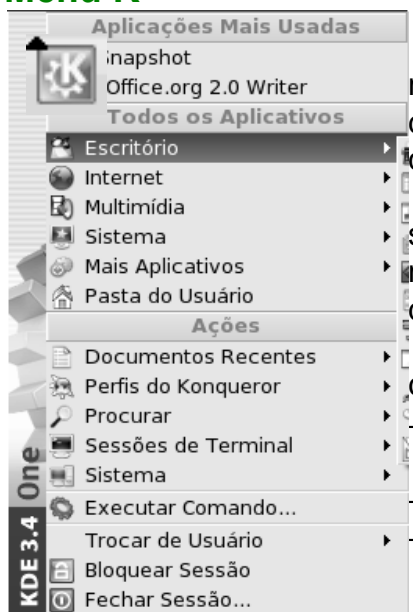 Aplicações Mais Usadas
Snapshot
Office.org 2.0 Writer
Todos os Aplicativos
Escritório
Internet
Multimídia
Sistema
Mais Aplicativos
Pasta do Usuário
Ações
Documentos Recentes
Perfis do Konqueror
Procurar
Sessões de Terminal
Sistema
Executar Comando...
Trocar de Usuário
Bloquear Sessão
Fechar Sessão...
KDE 3.4 One